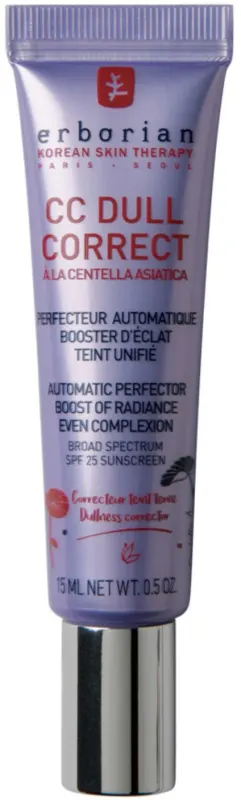 erborian
KOREAN SKIN THERAPY
PARIS - SEOUL
CC DULL
CORRECT
À LA CENTELLA ASIATICA
PERFECTEUR AUTOMATIQUE
BOOSTER D'ÉCLAT
TEINT UNIFIÉ
AUTOMATIC PERFECTOR
BOOST OF RADIANCE
EVEN COMPLEXION
BROAD SPECTRUM
SPF 25 SUNSCREEN
Correcteur teint terne
Dullness corrector
15 ML NET WT. 0.5 OZ.